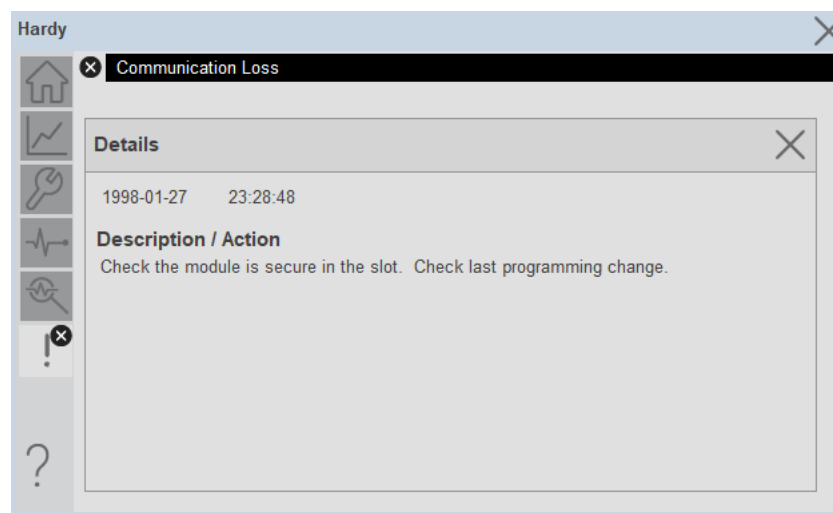 Hardy
Communication Loss
Details
1998-01-27 23:28:48
Description / Action
Check the module is secure in the slot. Check last programming change.